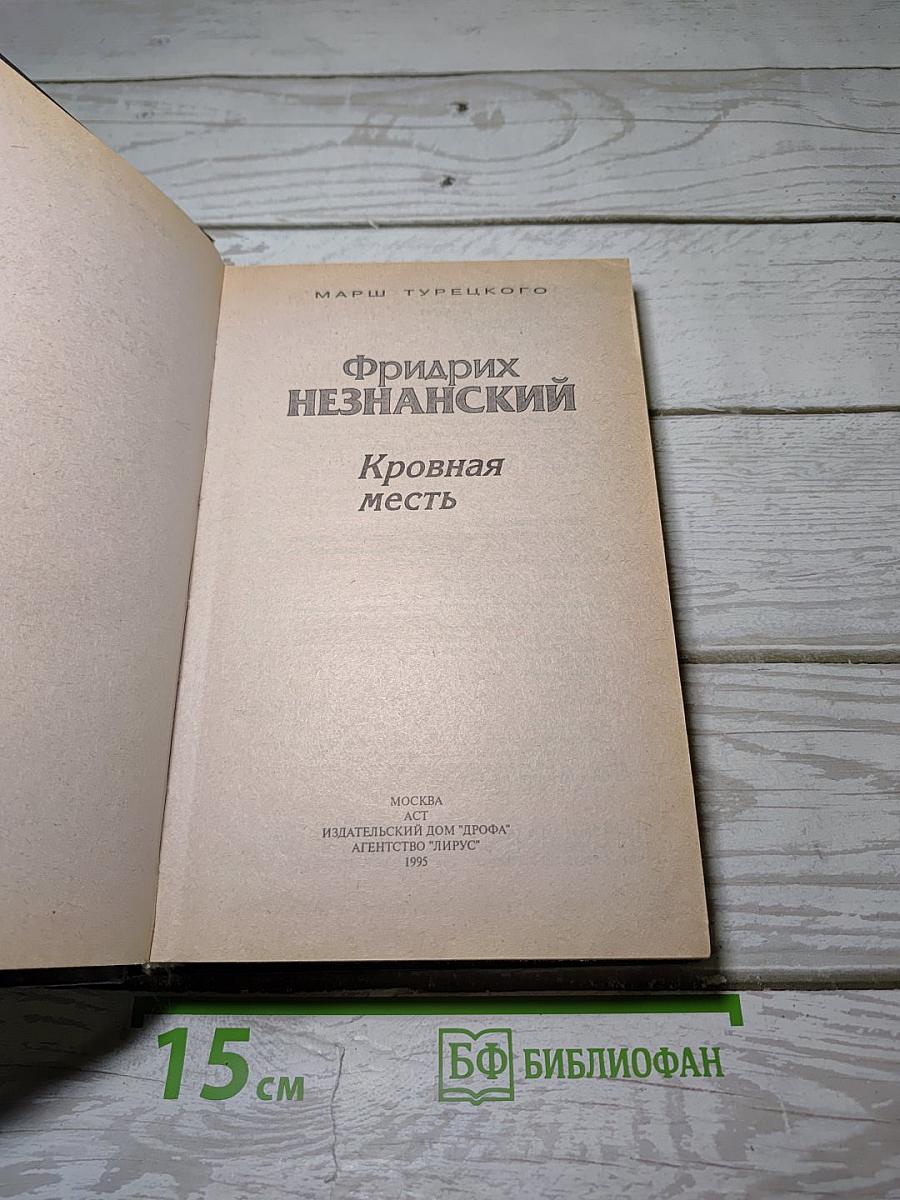 МАРШ ТУРЕЦКОГО
Фридрих
НЕЗНАНСКИЙ
Кровная
месть
МОСКВА
АСТ
ИЗДАТЕЛЬСКИЙ ДОМ "ДРОФА"
АГЕНТСТВО "ЛИРУС"
1995
15 см
БФ БИБЛИОФАН